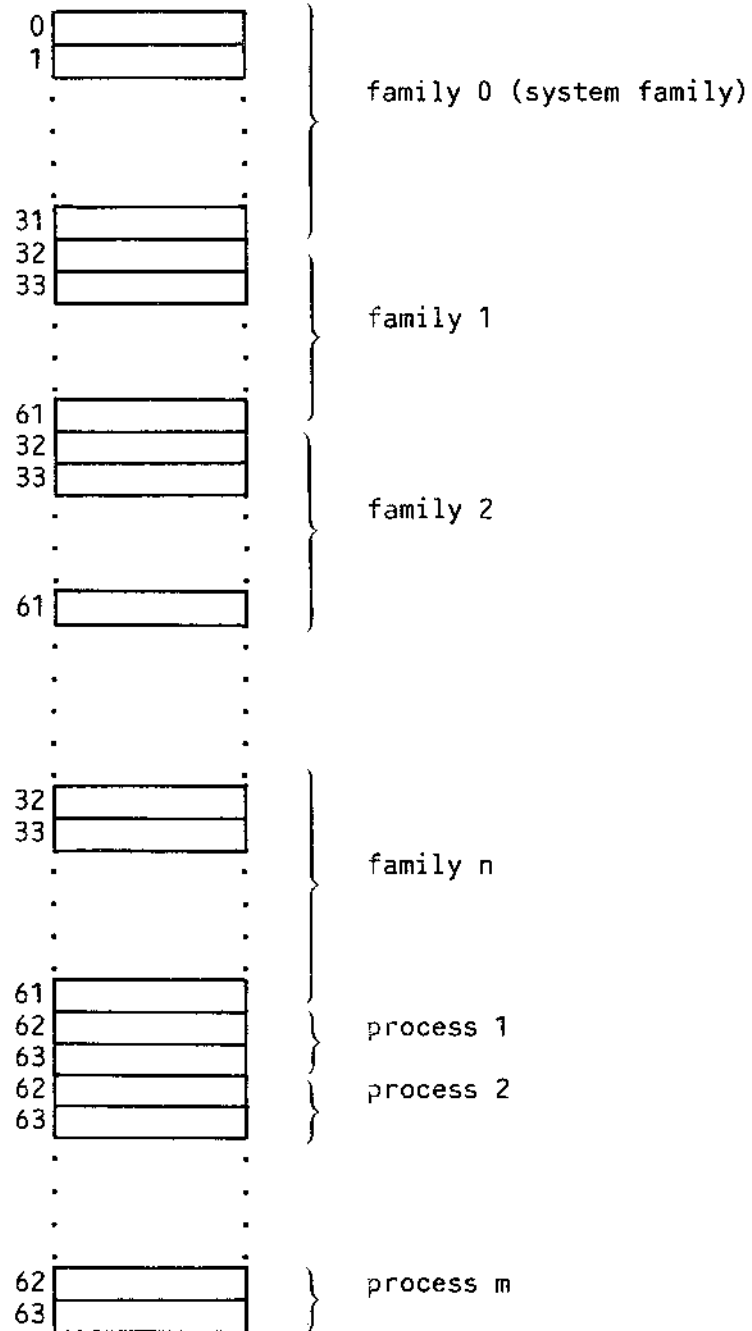 0
1
family 0 (system family)
31
32
33
family 1
61
32
33
family 2
61
32
33
family n
61
62
process 1
63
62
process 2
63
62
process m
63